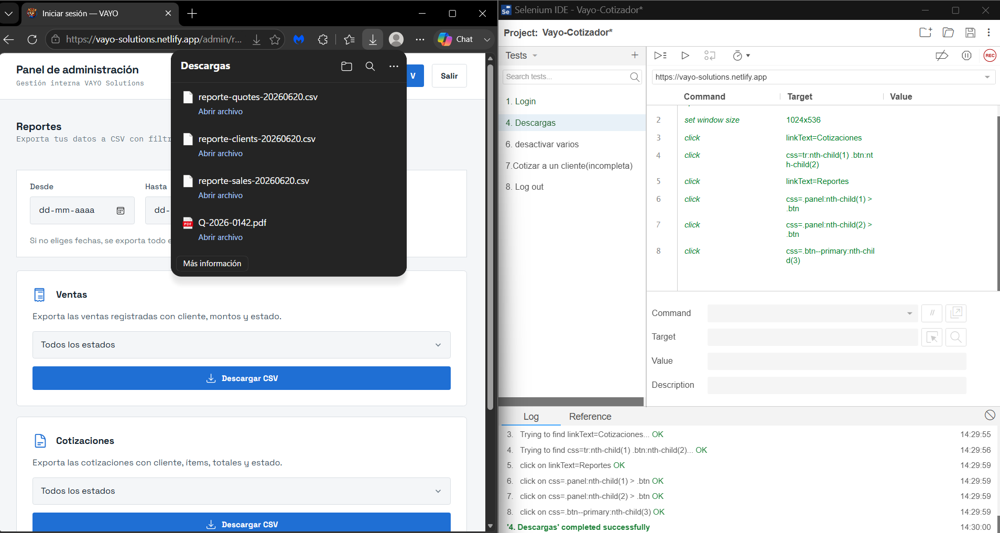 Iniciar sesión — VAYO
https://vayo-solutions.netlify.app/admin/r...
Chat
Panel de administración
Gestión interna VAYO Solutions
V
Salir
Descargas
reporte-quotes-20260620.csv
Abrir archivo
reporte-clients-20260620.csv
Abrir archivo
reporte-sales-20260620.csv
Abrir archivo
PDF
Q-2026-0142.pdf
Abrir archivo
Más información
Reportes
Exporta tus datos a CSV con filtr
Desde
Hasta
dd-mm-aaaa
dd-
Si no eliges fechas, se exporta todo e
Ventas
Exporta las ventas registradas con cliente, montos y estado.
Todos los estados
Descargar CSV
Cotizaciones
Exporta las cotizaciones con cliente, ítems, totales y estado.
Todos los estados
Descargar CSV
Se
Selenium IDE - Vayo-Cotizador*
Project: Vayo-Cotizador*
Tests
REC
Search tests...
https://vayo-solutions.netlify.app
1. Login
4. Descargas
6. desactivar varios
7.Cotizar a un cliente(incompleta)
8. Log out
Command Target Value
2 set window size 1024x536
3 click linkText=Cotizaciones
4 click css=tr:nth-child(1) .btn:nt
h-child(2)
5 click linkText=Reportes
6 click css=.panel:nth-child(1) >
.btn
7 click css=.panel:nth-child(2) >
.btn
8 click css=.btn--primary:nth-chil
d(3)
Command
//
Target
Value
Description
Log Reference
3. Trying to find linkText=Cotizaciones... OK 14:29:55
4. Trying to find css=tr:nth-child(1) .btn:nth-child(2)... OK 14:29:56
5. click on linkText=Reportes OK 14:29:59
6. click on css=.panel:nth-child(1) > .btn OK 14:29:59
7. click on css=.panel:nth-child(2) > .btn OK 14:29:59
8. click on css=.btn--primary:nth-child(3) OK 14:29:59
'4. Descargas' completed successfully 14:30:00